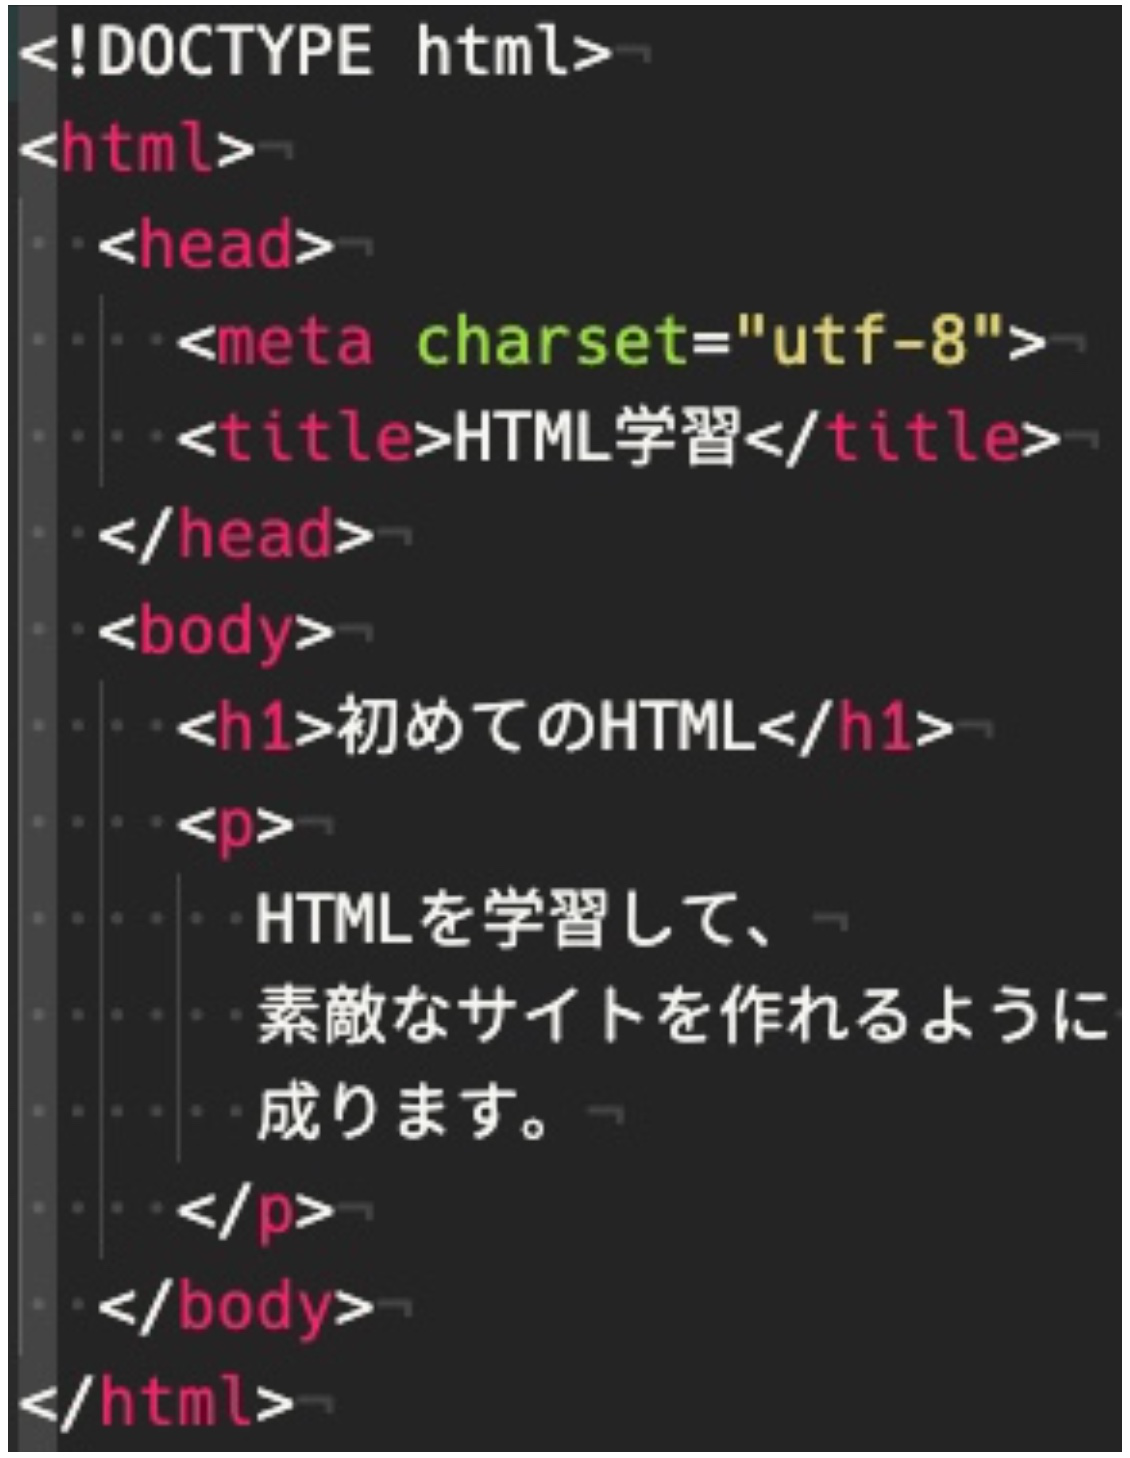 <!DOCTYPE html>
<html>
  <head>
    <meta charset="utf-8">
    <title>HTML学習</title>
  </head>
  <body>
    <h1>初めてのHTML</h1>
    <p>
      HTMLを学習して、
      素敵なサイトを作れるように
      成ります。
    </p>
  </body>
</html>